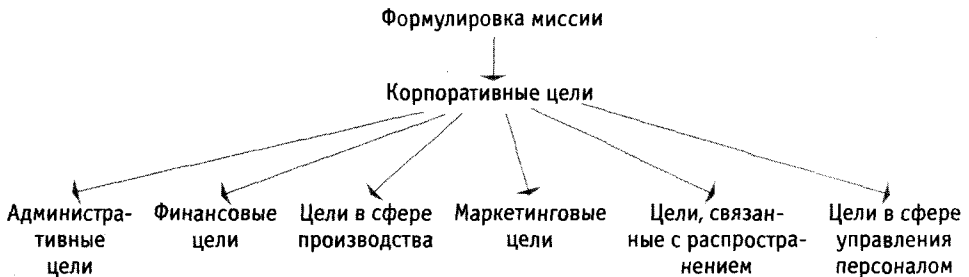 Формулировка миссии
Корпоративные цели
Администра-
тивные
цели
Финансовые
цели
Цели в сфере
производства
Маркетинговые
цели
Цели, связан-
ные с распростра-
нением
Цели в сфере
управления
персоналом